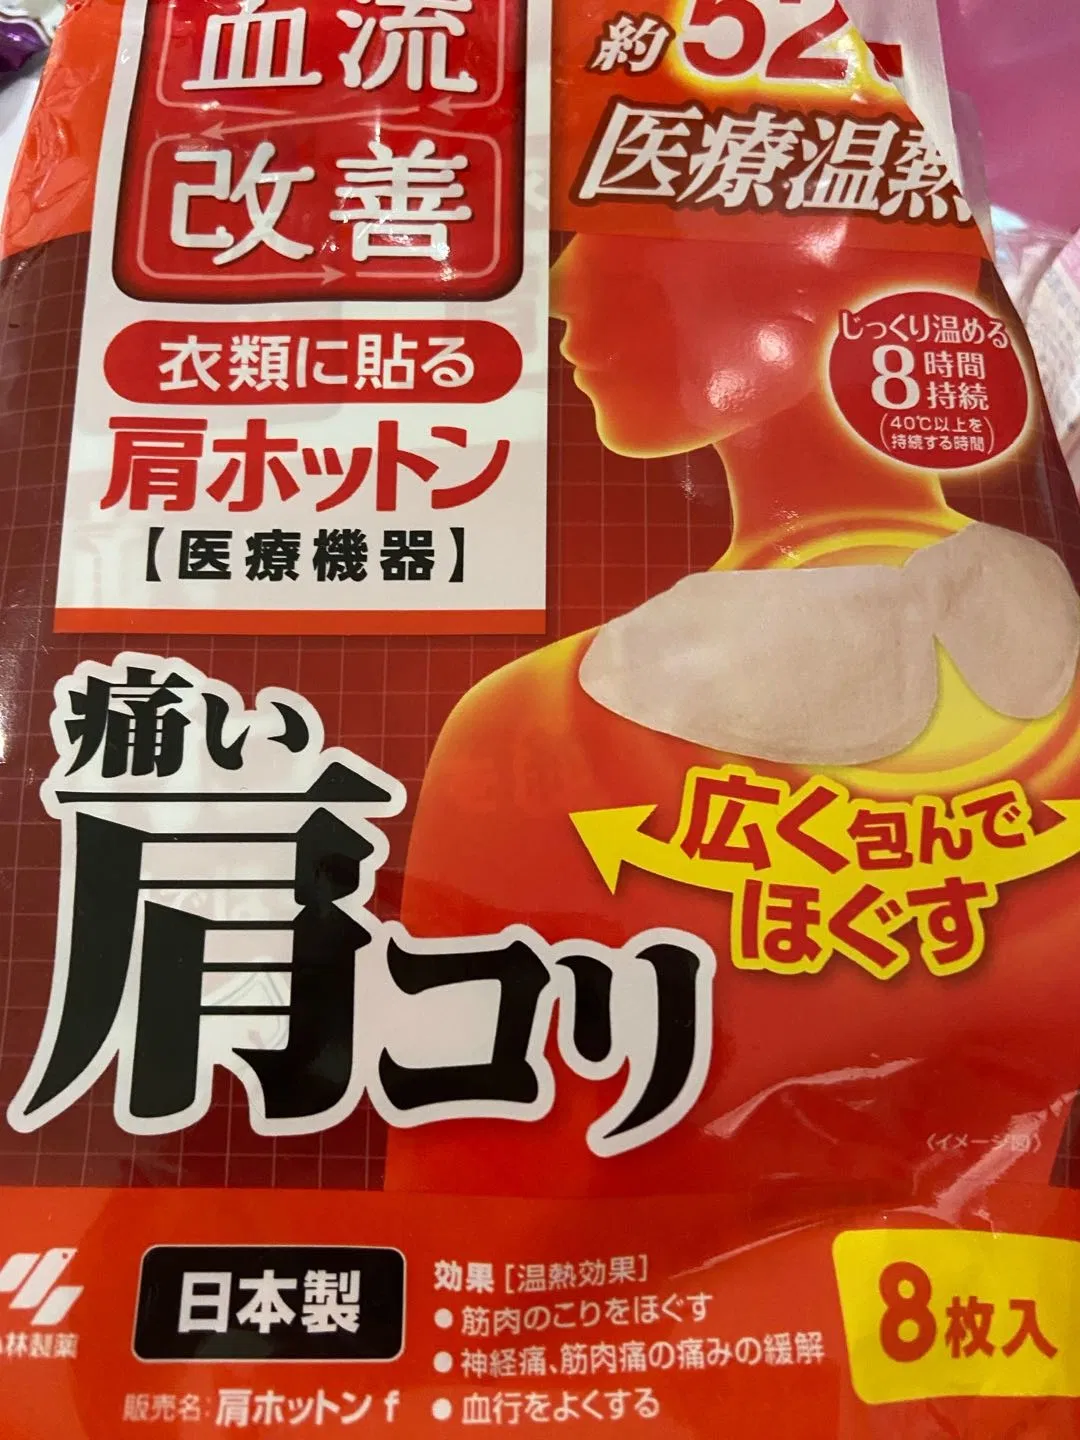 血流
改善
約52
医療温熱
衣類に貼る
肩ホットン
【医療機器】
じっくり温める
8時間
持続
(40℃以上を
持続する時間)
痛い
肩コリ
広く包んで
ほぐす
〈イメージ図〉
小林製薬
日本製
販売名:肩ホットンf
効果[温熱効果]
●筋肉のこりをほぐす
●神経痛、筋肉痛の痛みの緩解
●血行をよくする
8枚入